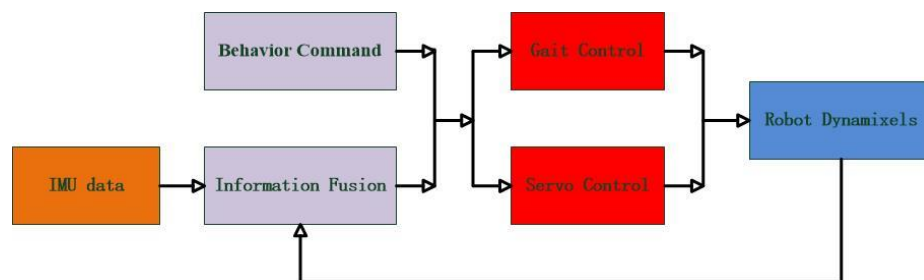 Behavior Command
Gait Control
Robot Dynamixels
IMU data
Information Fusion
Servo Control